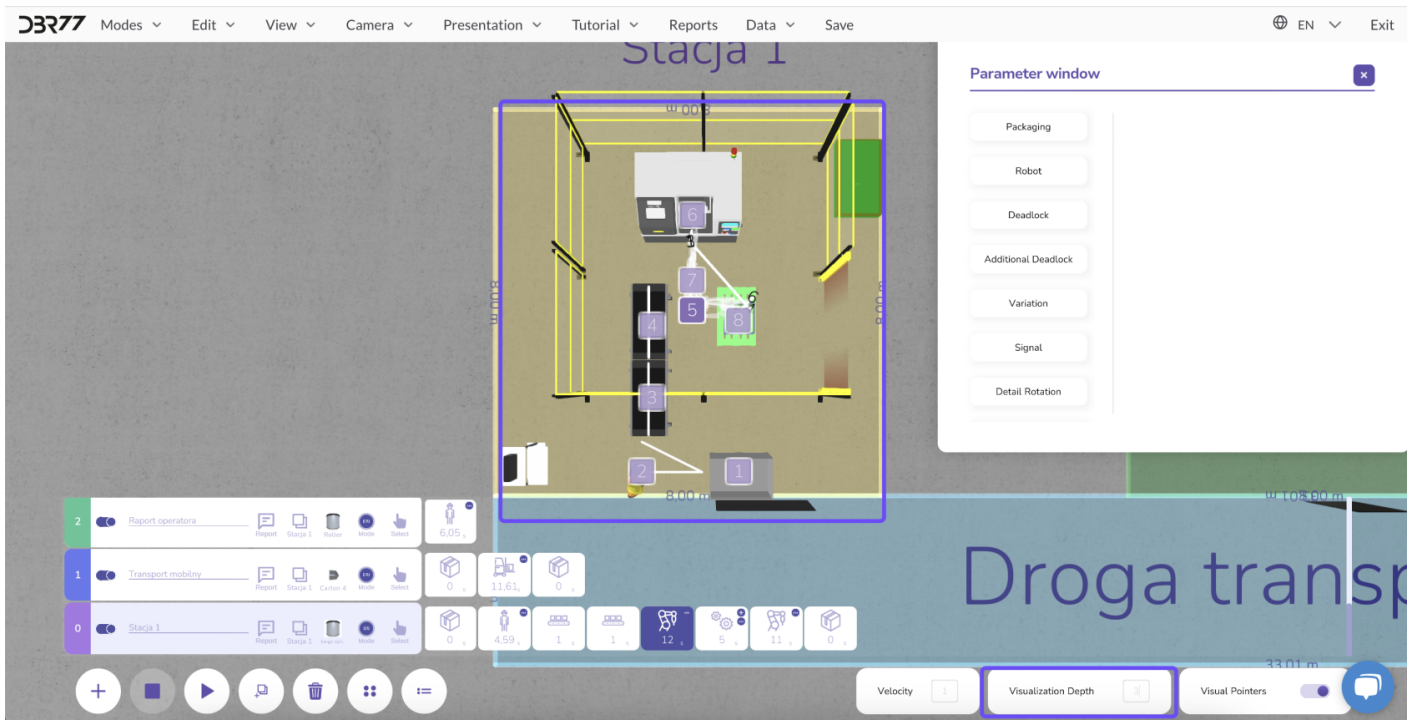 DBR77 Modes Edit View Camera Presentation Tutorial Reports Data Save EN Exit
Stacja 1
8.00 m
Parameter window
×
Packaging
Robot
Deadlock
Additional Deadlock
Variation
Signal
Detail Rotation
6
7
5
8
4
3
2
1
8.00 m
8.00 m
8.00 m
Droga transp
33.01 m
2 Raport operatora Report Stacja 1 Roller Mode Select 6,05 s
1 Transport mobilny Report Stacja 1 Carton 4 EN Mode Select 0 s 11,61 s 0 s
0 Stacja 1 Report Stacja 1 Mode Select 0 s 4,59 s 1 s 1 s 12 s 5 s 11 s 0 s
Velocity 1
Visualization Depth
Visual Pointers